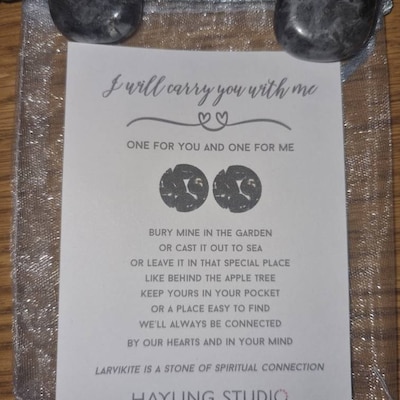 I will carry you with me
ONE FOR YOU AND ONE FOR ME
BURY MINE IN THE GARDEN
OR CAST IT OUT TO SEA
OR LEAVE IT IN THAT SPECIAL PLACE
LIKE BEHIND THE APPLE TREE
KEEP YOURS IN YOUR POCKET
OR A PLACE EASY TO FIND
WE'LL ALWAYS BE CONNECTED
BY OUR HEARTS AND IN YOUR MIND
LARVIKITE IS A STONE OF SPIRITUAL CONNECTION
HAYLING STUDIO